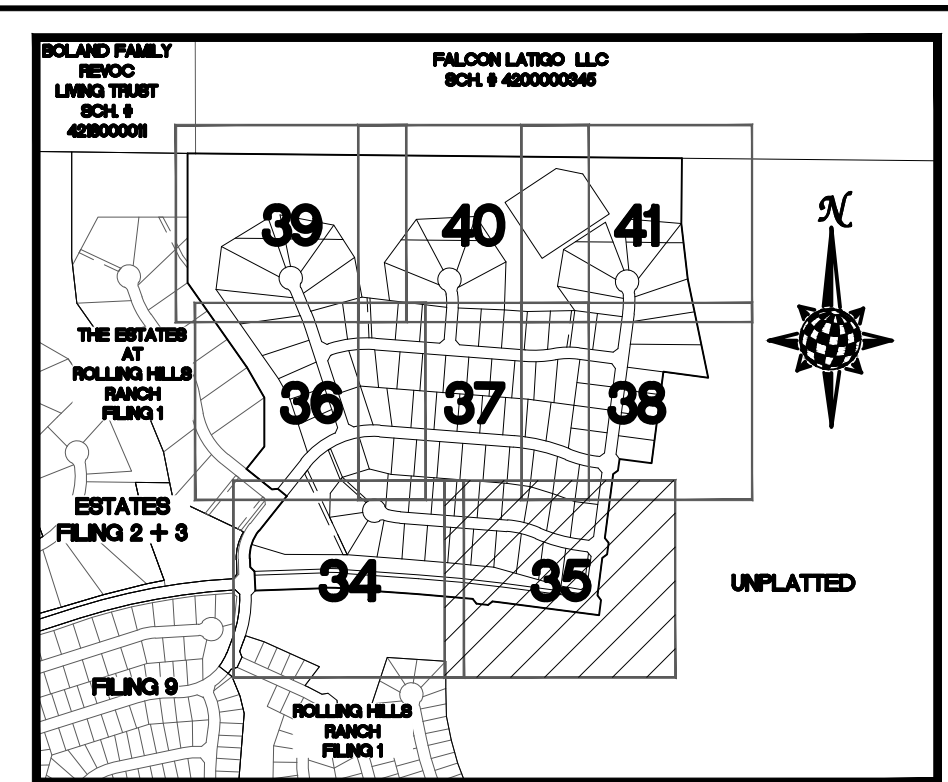 BOLAND FAMILY
REVOC
LIVING TRUST
SCH. #
4218000011
FALCON LATIGO LLC
SCH. # 4200000345
39
40
41
N
THE ESTATES
AT
ROLLING HILLS
RANCH
FILING 1
36
37
38
ESTATES
FILING 2 + 3
34
35
UNPLATTED
FILING 9
ROLLING HILLS
RANCH
FILING 1